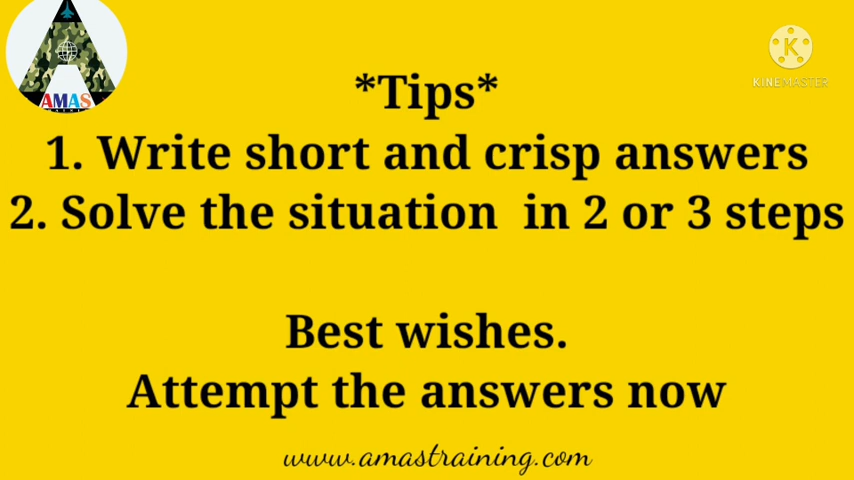 AMAS
K
KINEMASTER
*Tips*
1. Write short and crisp answers
2. Solve the situation in 2 or 3 steps
Best wishes.
Attempt the answers now
www.amastraining.com